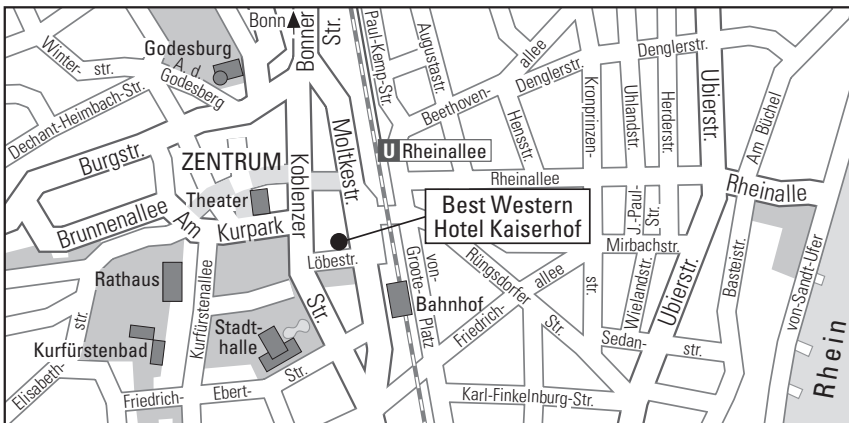 Bonn
Godesburg
A. d.
Godesberg
Winter-
str.
Dechant-Heimbach-Str.
Burgstr.
Brunnenallee
ZENTRUM
Theater
Am
Kurpark
Koblenzer
Str.
Bonner
Str.
Moltkestr.
Paul-Kemp-Str.
Augustastr.
Beethoven-
allee
Denglerstr.
Denglerstr.
Hensstr.
Kronprinzen-
str.
Uhlandstr.
Herderstr.
Ubierstr.
Am Büchel
U Rheinallee
Rheinallee
Rheinalle
Best Western
Hotel Kaiserhof
J.-Paul-
Str.
Mirbachstr.
Löbestr.
Rathaus
Kurfürstenallee
Kurfürstenbad
Stadt-
halle
Bahnhof
von-
Groote-
Platz
Rüngsdorfer
Str.
Friedrich-
allee
Wielandstr.
Ubierstr.
Basteistr.
von-Sandt-Ufer
Rhein
Sedan-
str.
Elisabeth-
str.
Friedrich-
Ebert-
Str.
Karl-Finkelnburg-Str.